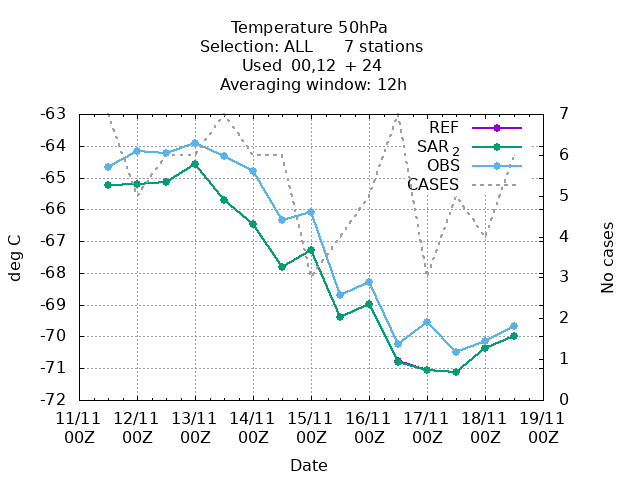 Temperature 50hPa
Selection: ALL 7 stations
Used 00,12 + 24
Averaging window: 12h
-63 7
REF
-64
SAR 2
-65 6
OBS
CASES
-66 5
-67 4
-68 3
-69 2
-70
-71 1
-72 0
deg C
No cases
11/11 12/11 13/11 14/11 15/11 16/11 17/11 18/11 19/11
00Z 00Z 00Z 00Z 00Z 00Z 00Z 00Z 00Z
Date